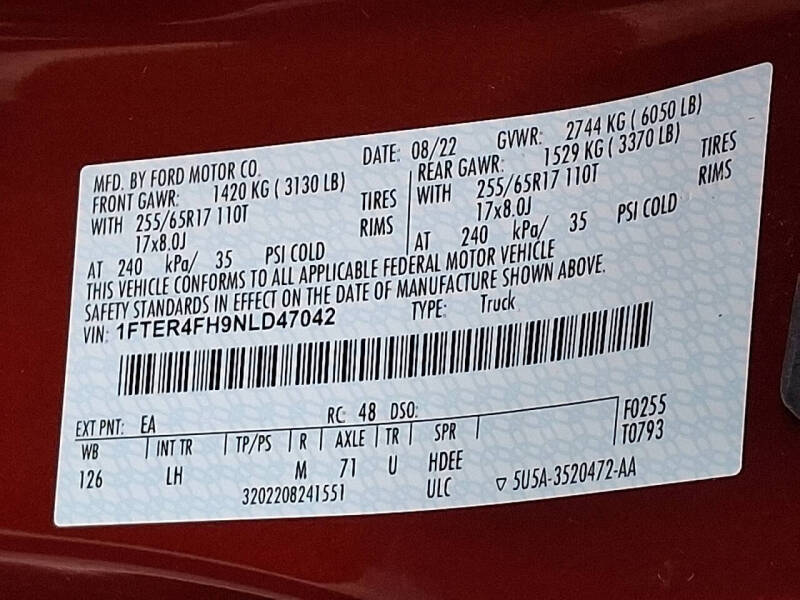 MFD. BY FORD MOTOR CO. DATE: 08/22 GVWR: 2744 KG ( 6050 LB)
FRONT GAWR: 1420 KG ( 3130 LB) REAR GAWR: 1529 KG ( 3370 LB)
WITH 255/65R17 110T TIRES WITH 255/65R17 110T TIRES
17x8.0J RIMS 17x8.0J RIMS
AT 240 kPa/ 35 PSI COLD AT 240 kPa/ 35 PSI COLD
THIS VEHICLE CONFORMS TO ALL APPLICABLE FEDERAL MOTOR VEHICLE
SAFETY STANDARDS IN EFFECT ON THE DATE OF MANUFACTURE SHOWN ABOVE.
VIN: 1FTER4FH9NLD47042 TYPE: Truck
EXT PNT: EA RC: 48 DSO: F0255
WB INT TR TP/PS R AXLE TR SPR T0793
126 LH M 71 U HDEE
3202208241551 ULC ▽ 5U5A-3520472-AA